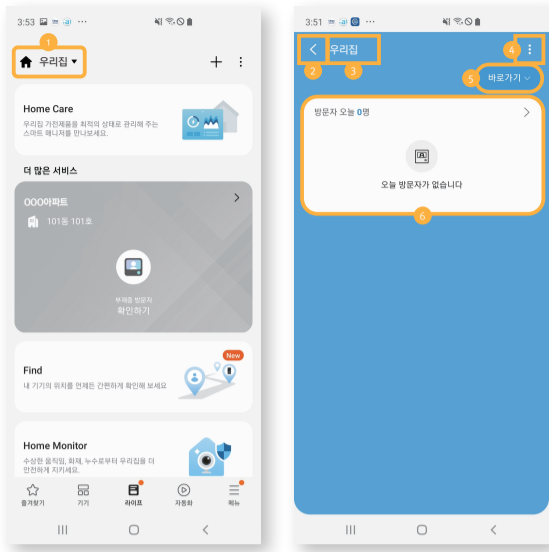 3:53
1
우리집 ▼
Home Care
우리집 가전제품을 최적의 상태로 관리해 주는
스마트 매니저를 만나보세요.
더 많은 서비스
OOO아파트
101동 101호
부재중 방문자
확인하기
New
Find
내 기기의 위치를 언제든 간편하게 확인해 보세요
Home Monitor
수상한 움직임, 화재, 누수로부터 우리집을 더
안전하게 지키세요.
즐겨찾기 기기 라이프 자동화 메뉴
3:51
우리집
2 3 4
5 바로가기
방문자 오늘 0명
오늘 방문자가 없습니다
6